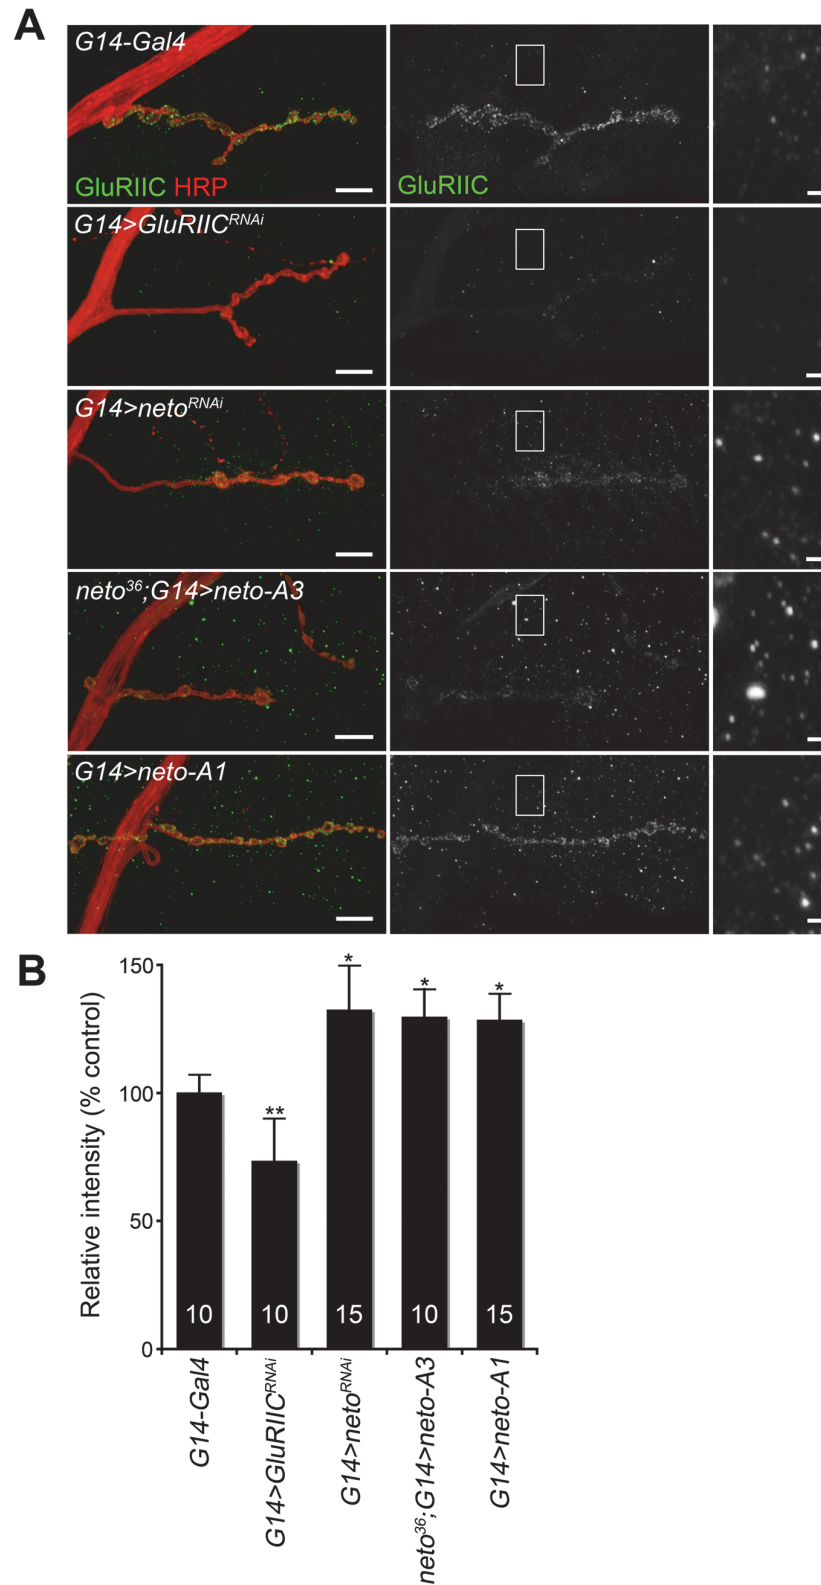 A
G14-Gal4
GluRIIC HRP
GluRIIC
G14>GluRIIC^RNAi
G14>neto^RNAi
neto^36;G14>neto-A3
G14>neto-A1
B
Relative intensity (% control)
150
100
50
0
*
*
*
**
10
10
15
10
15
G14-Gal4
G14>GluRIIC^RNAi
G14>neto^RNAi
neto^36;G14>neto-A3
G14>neto-A1